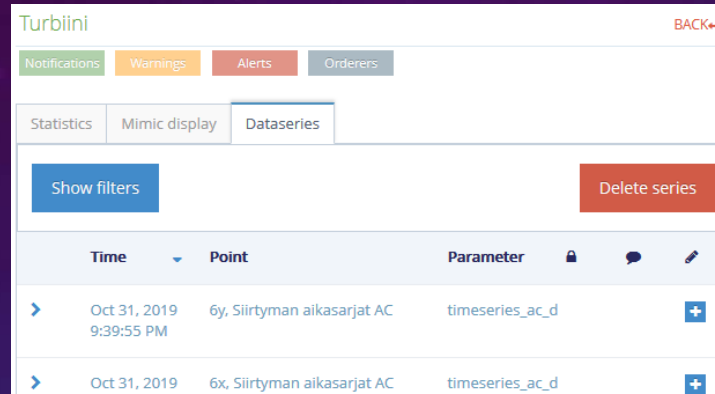 Turbiini BACK
Notifications Warnings Alerts Orderers
Statistics Mimic display Dataseries
Show filters Delete series
Time Point Parameter
Oct 31, 2019 6y, Siirtyman aikasarjat AC timeseries_ac_d
9:39:55 PM
Oct 31, 2019 6x, Siirtyman aikasarjat AC timeseries_ac_d